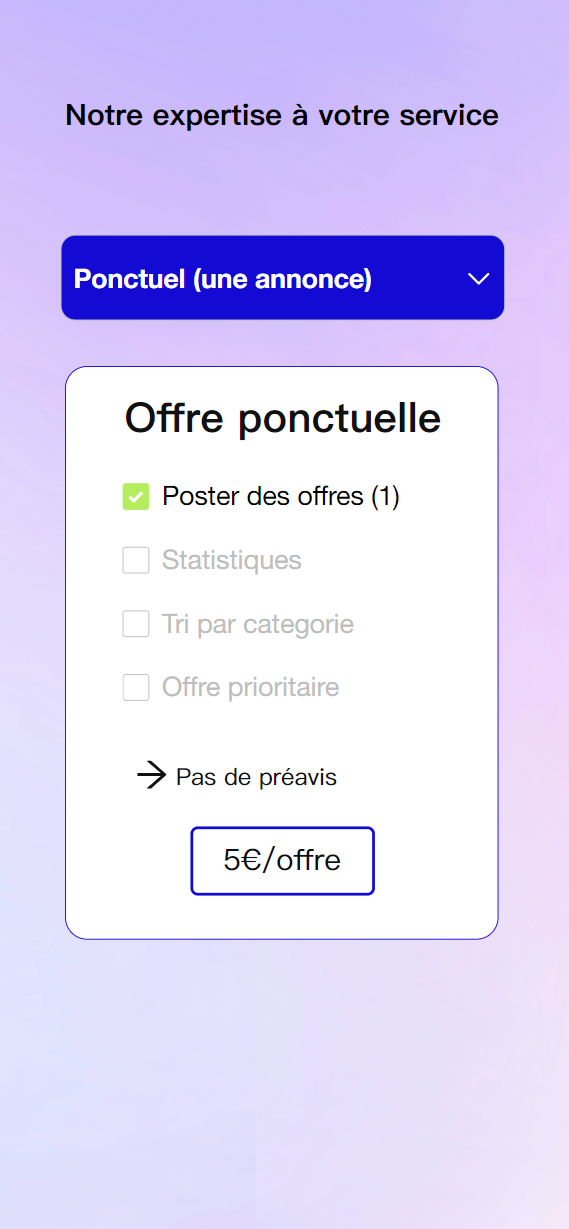 Notre expertise à votre service
Ponctuel (une annonce)
Offre ponctuelle
Poster des offres (1)
Statistiques
Tri par categorie
Offre prioritaire
Pas de préavis
5€/offre